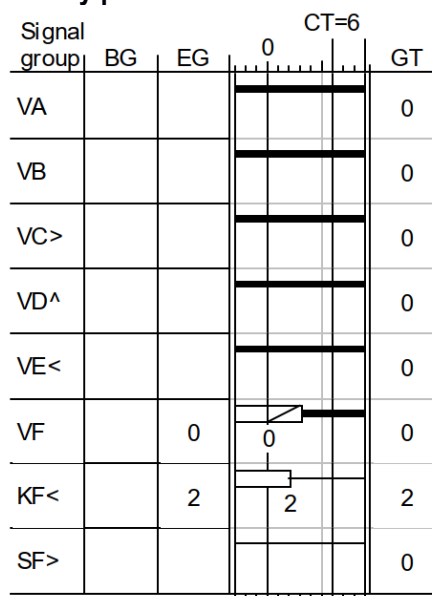 CT=6
Signal
group BG EG 0 GT
VA 0
VB 0
VC> 0
VD^ 0
VE< 0
VF 0 0 0
KF< 2 2 2
SF> 0